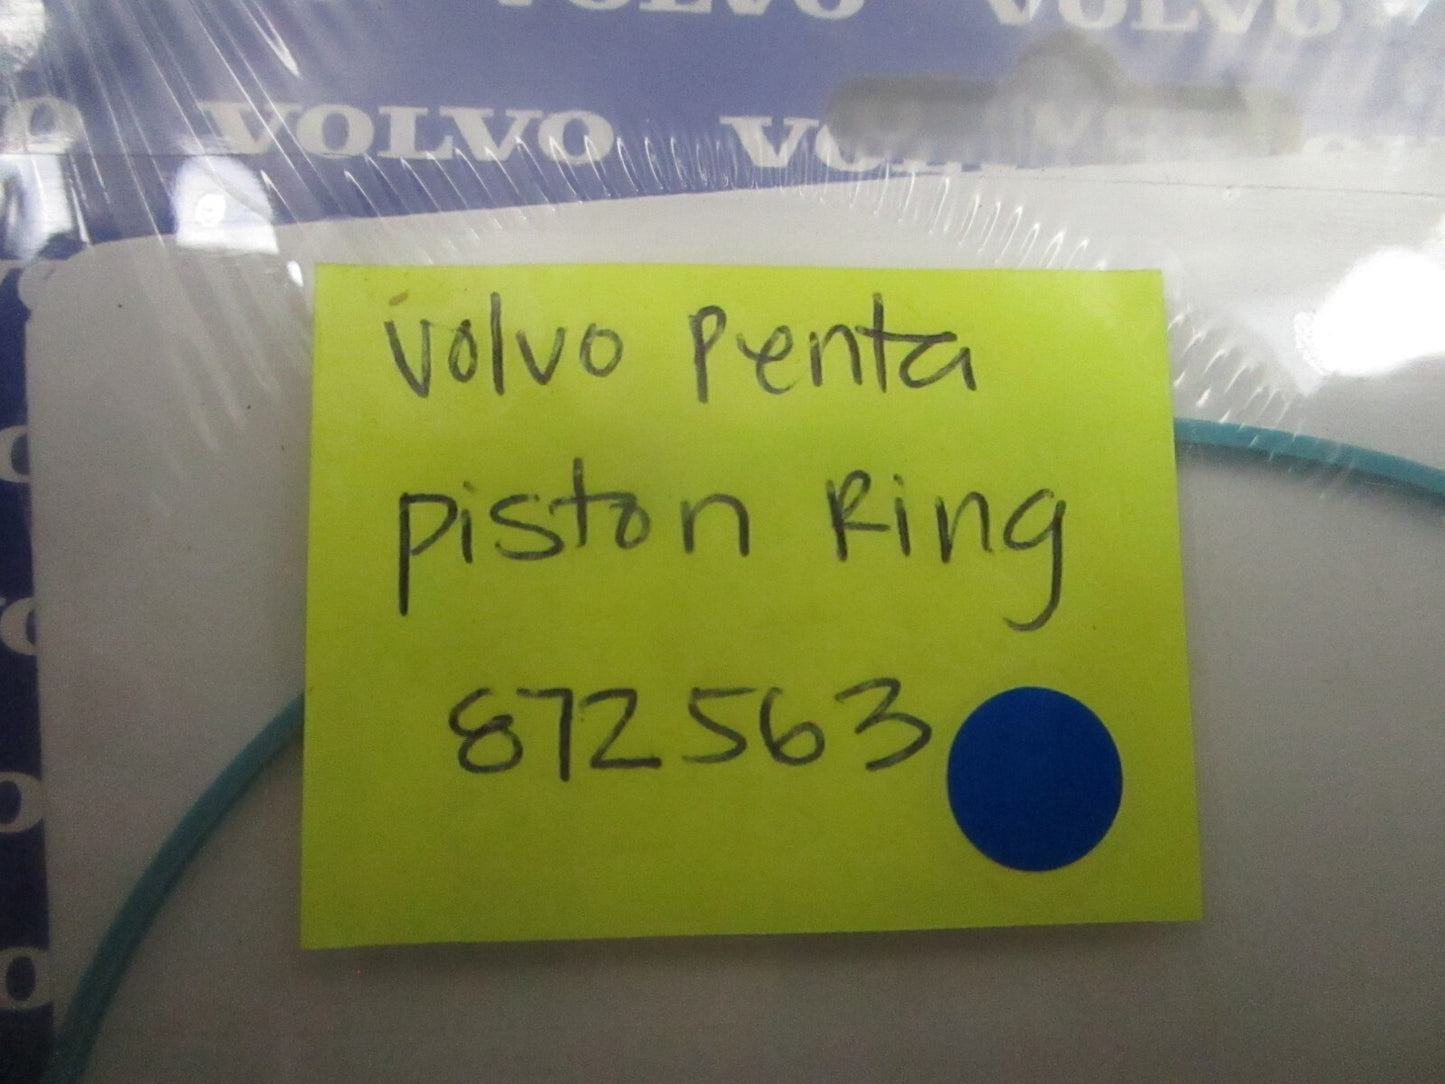 VOLVO VOLVO
VOLVO
volvo Penta
piston Ring
872563